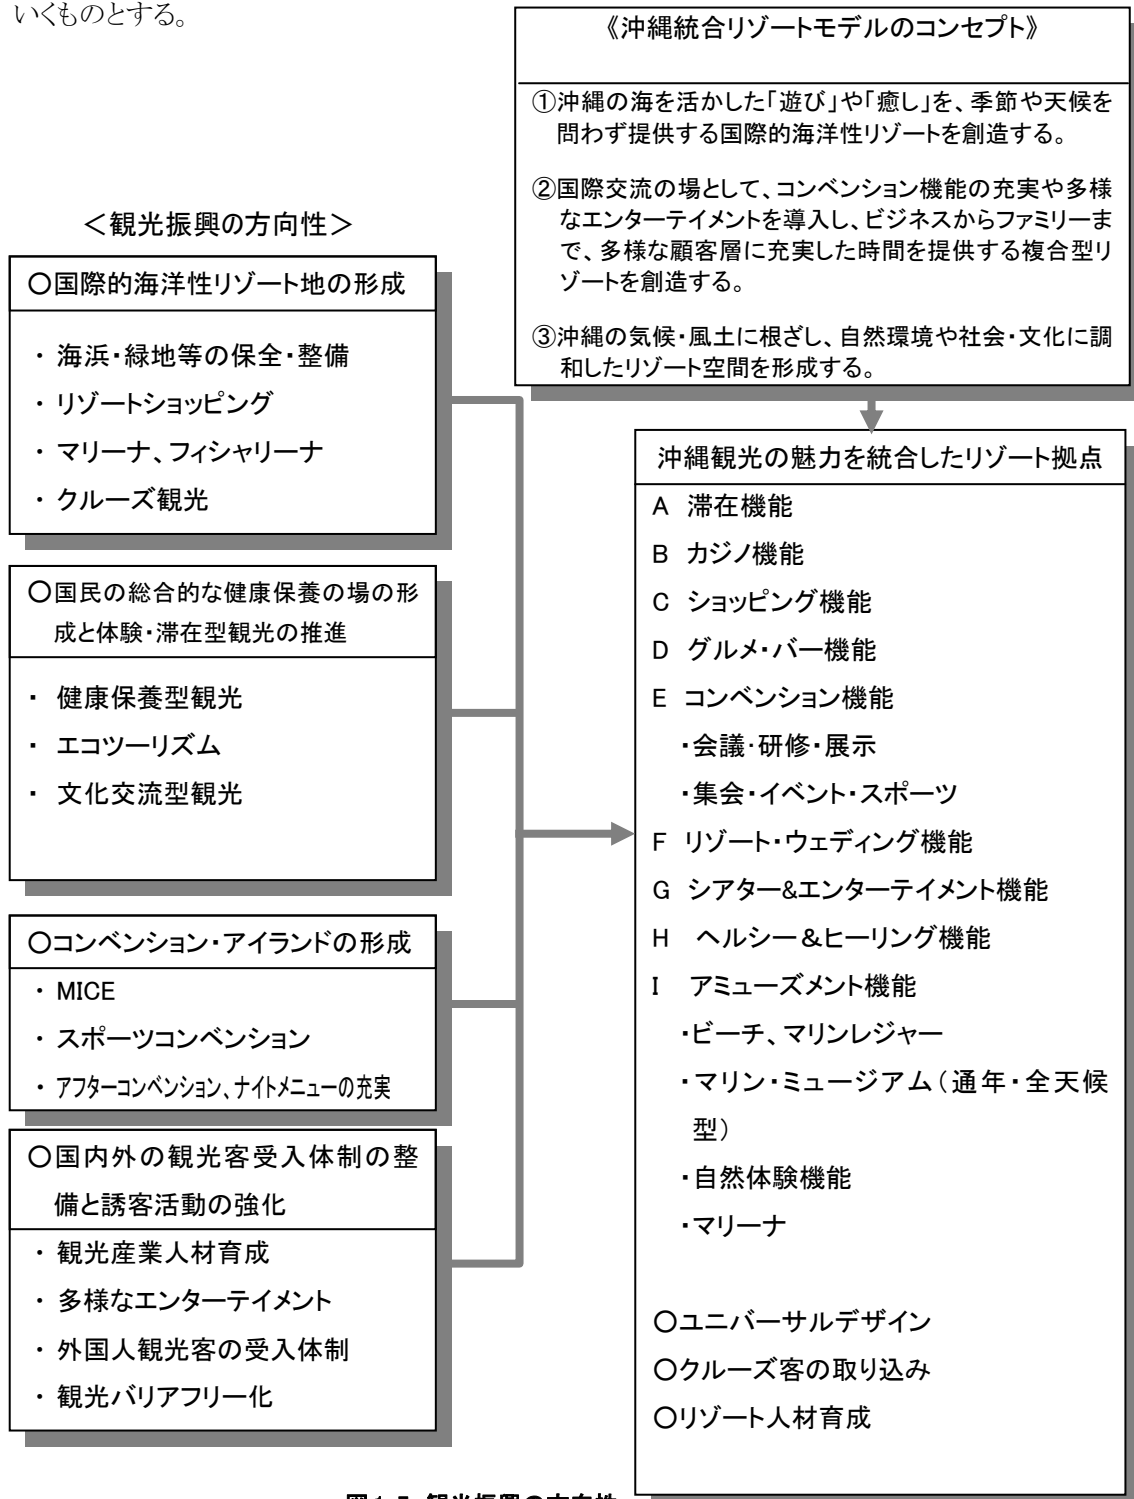 いくものとする。
《沖縄統合リゾートモデルのコンセプト》
①沖縄の海を活かした「遊び」や「癒し」を、季節や天候を
問わず提供する国際的海洋性リゾートを創造する。
②国際交流の場として、コンベンション機能の充実や多様
なエンターテイメントを導入し、ビジネスからファミリーま
で、多様な顧客層に充実した時間を提供する複合型リ
ゾートを創造する。
③沖縄の気候・風土に根ざし、自然環境や社会・文化に調
和したリゾート空間を形成する。
＜観光振興の方向性＞
○国際的海洋性リゾート地の形成
・ 海浜・緑地等の保全・整備
・ リゾートショッピング
・ マリーナ、フィシャリーナ
・ クルーズ観光
○国民の総合的な健康保養の場の形
成と体験・滞在型観光の推進
・ 健康保養型観光
・ エコツーリズム
・ 文化交流型観光
○コンベンション・アイランドの形成
・ MICE
・ スポーツコンベンション
・ アフターコンベンション、ナイトメニューの充実
○国内外の観光客受入体制の整
備と誘客活動の強化
・ 観光産業人材育成
・ 多様なエンターテイメント
・ 外国人観光客の受入体制
・ 観光バリアフリー化
沖縄観光の魅力を統合したリゾート拠点
A 滞在機能
B カジノ機能
C ショッピング機能
D グルメ・バー機能
E コンベンション機能
・会議・研修・展示
・集会・イベント・スポーツ
F リゾート・ウェディング機能
G シアター&エンターテイメント機能
H ヘルシー＆ヒーリング機能
I アミューズメント機能
・ビーチ、マリンレジャー
・マリン・ミュージアム（通年・全天候
型）
・自然体験機能
・マリーナ
○ユニバーサルデザイン
○クルーズ客の取り込み
○リゾート人材育成